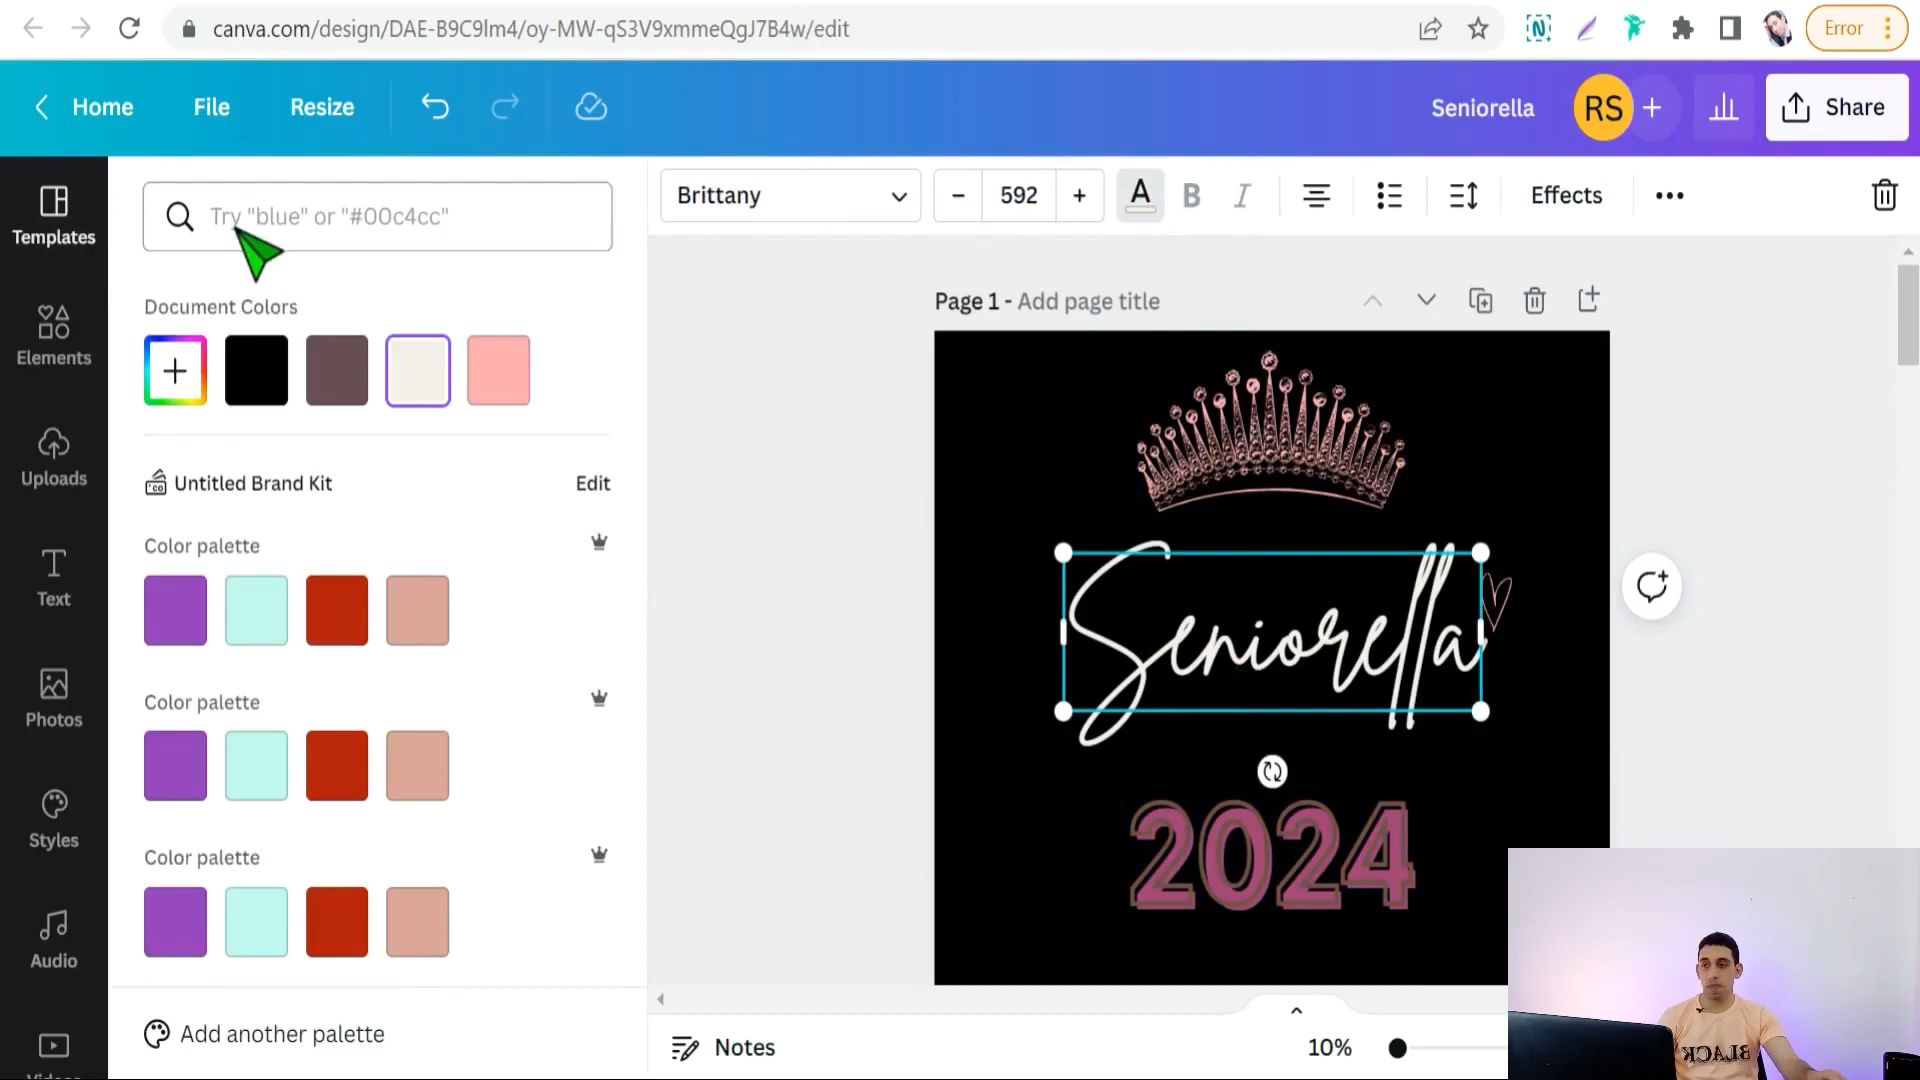 canva.com/design/DAE-B9C9lm4/oy-MW-qS3V9xmmeQgJ7B4w/edit
Error
Home
File
Resize
Seniorella
RS
Share
Templates
Elements
Uploads
Text
Photos
Styles
Audio
Try "blue" or "#00c4cc"
Document Colors
Untitled Brand Kit
Edit
Color palette
Color palette
Color palette
Add another palette
Brittany
592
A
B
I
Effects
Page 1 - Add page title
Seniorella
2024
Notes
10%